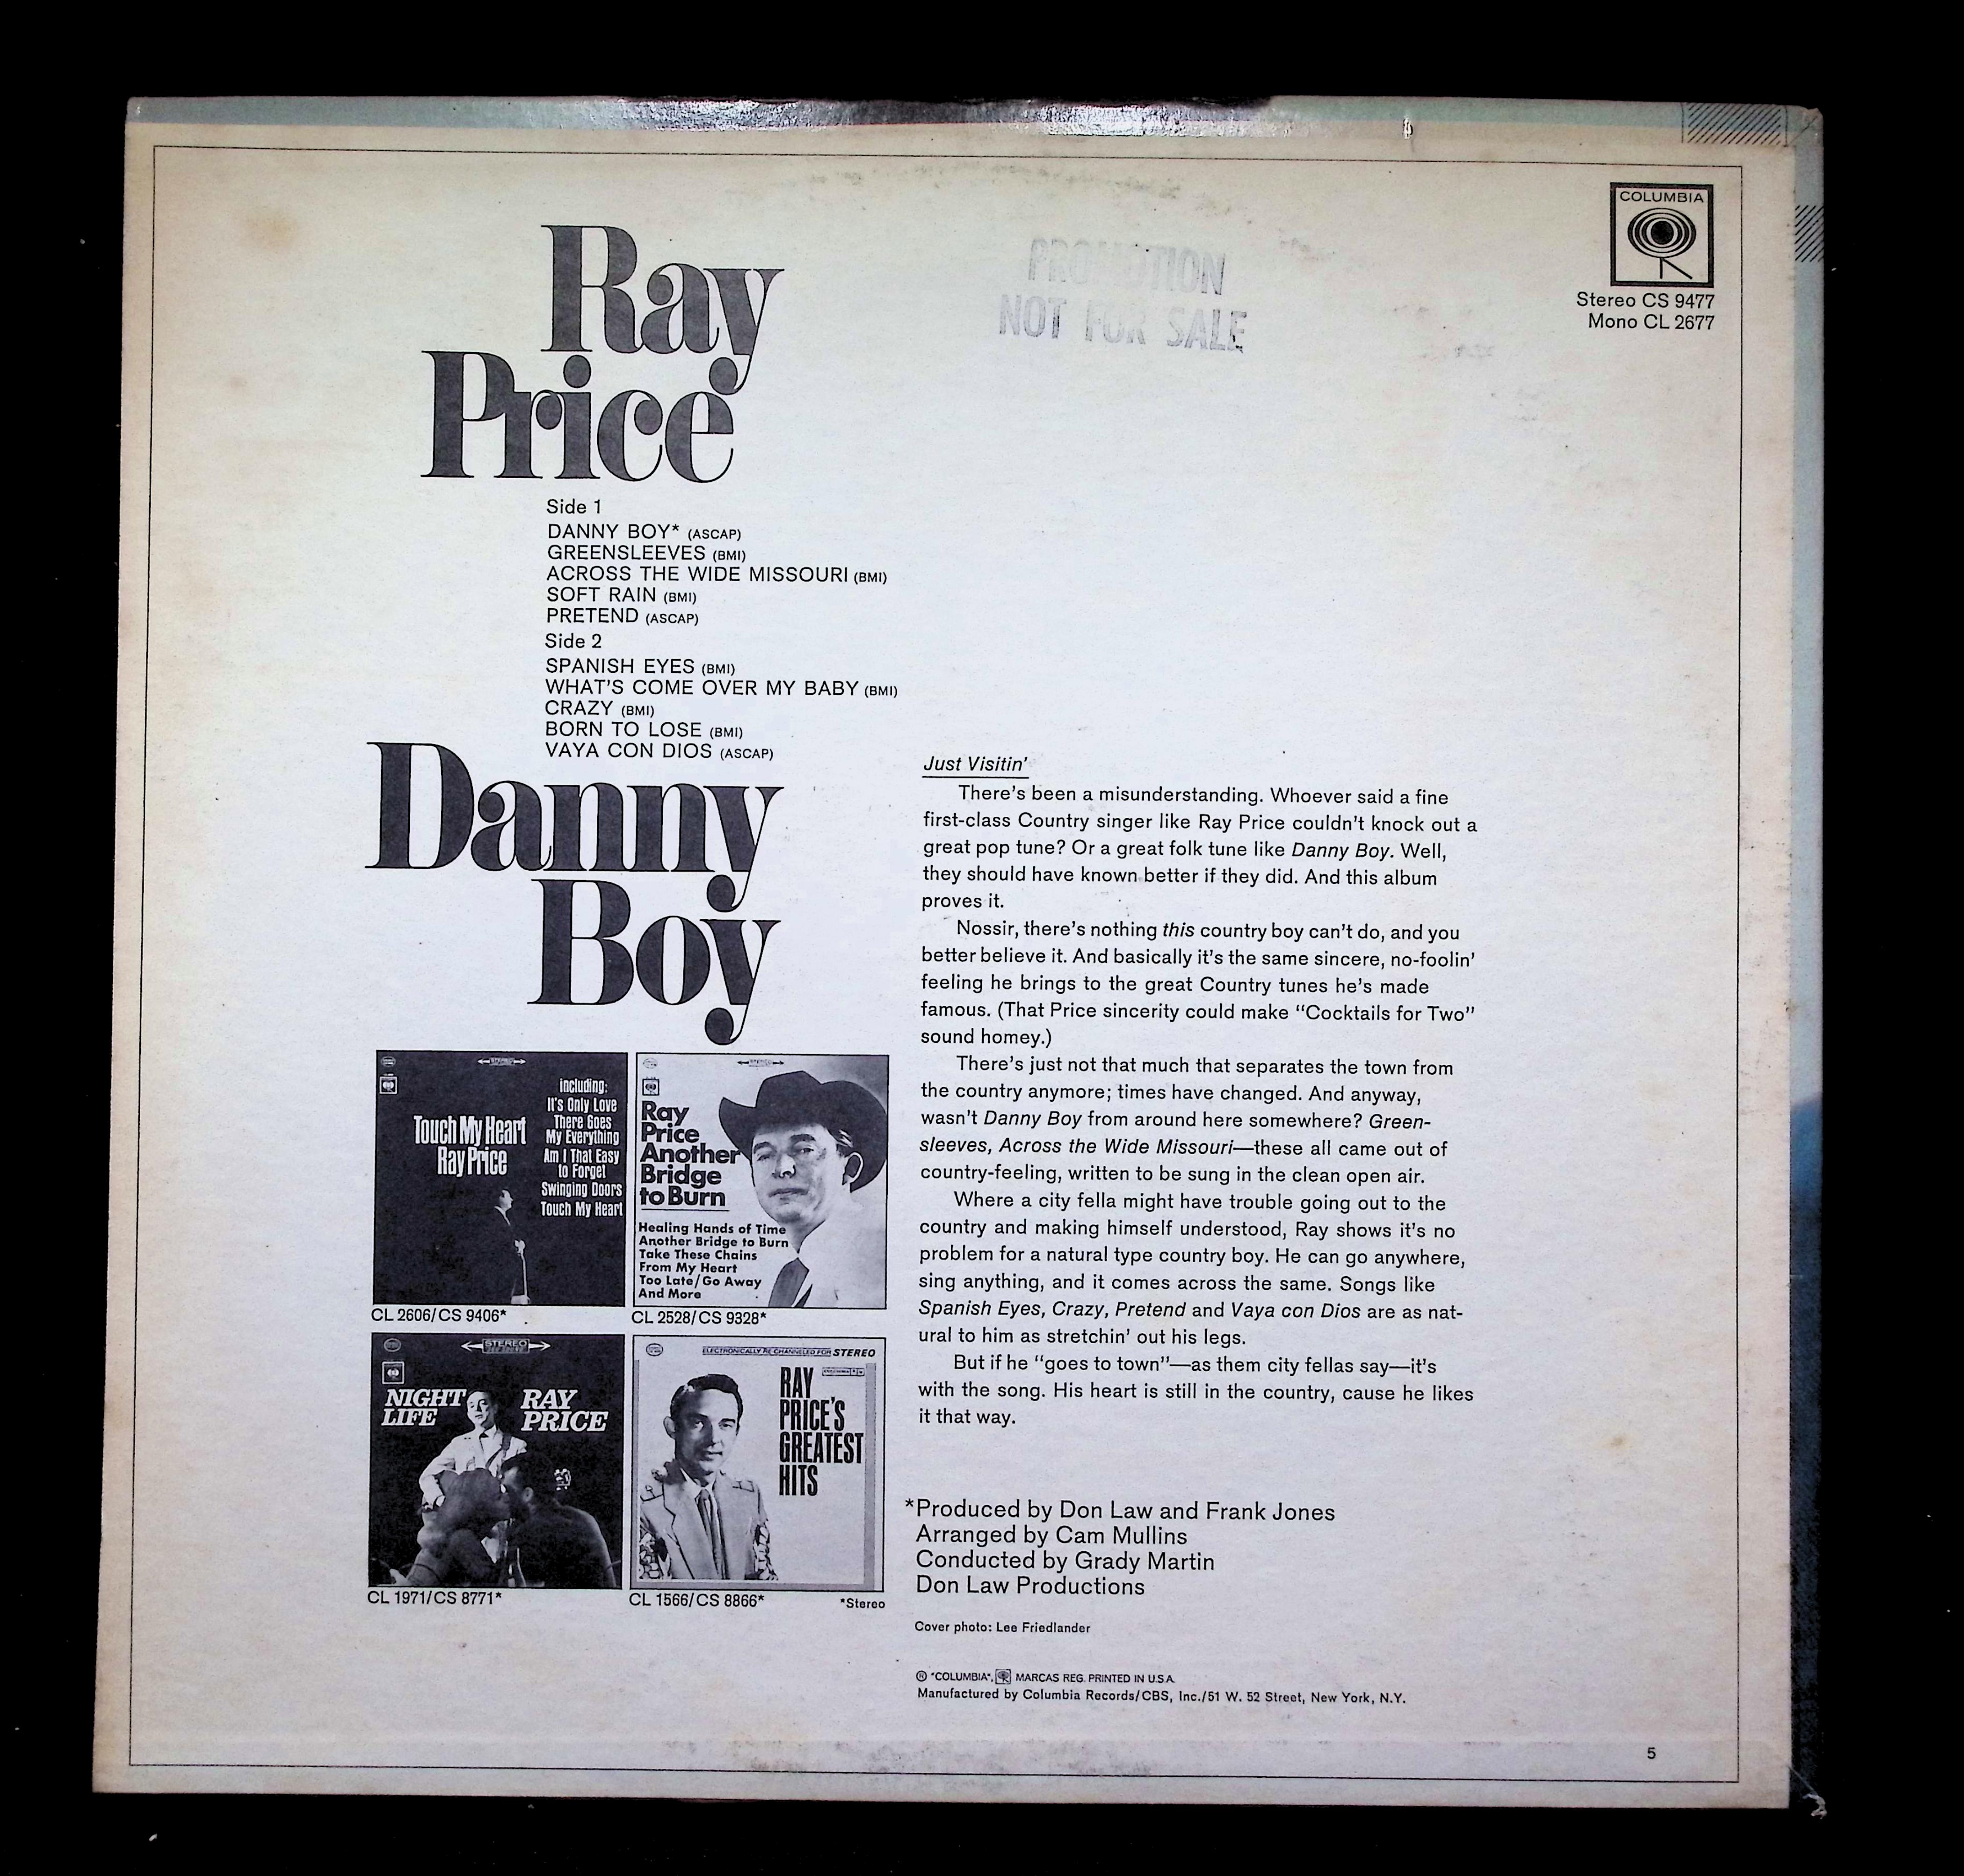 COLUMBIA
Stereo CS 9477
Mono CL 2677
PROMOTION
NOT FOR SALE
Ray
Price
Side 1
DANNY BOY* (ASCAP)
GREENSLEEVES (BMI)
ACROSS THE WIDE MISSOURI (BMI)
SOFT RAIN (BMI)
PRETEND (ASCAP)
Side 2
SPANISH EYES (BMI)
WHAT'S COME OVER MY BABY (BMI)
CRAZY (BMI)
BORN TO LOSE (BMI)
VAYA CON DIOS (ASCAP)
Danny
Boy
STEREO
Touch My Heart
Ray Price
including:
It's Only Love
There Goes
My Everything
Am I That Easy
to Forget
Swinging Doors
Touch My Heart
CL 2606/CS 9406*
STEREO
Ray
Price
Another
Bridge
to Burn
Healing Hands of Time
Another Bridge to Burn
Take These Chains
From My Heart
Too Late/Go Away
And More
CL 2528/CS 9328*
STEREO
NIGHT
LIFE
RAY
PRICE
CL 1971/CS 8771*
ELECTRONICALLY RE-CHANNELED FOR STEREO
RAY
PRICE'S
GREATEST
HITS
CL 1566/CS 8866*
*Stereo
Just Visitin'
There's been a misunderstanding. Whoever said a fine
first-class Country singer like Ray Price couldn't knock out a
great pop tune? Or a great folk tune like Danny Boy. Well,
they should have known better if they did. And this album
proves it.
Nossir, there's nothing this country boy can't do, and you
better believe it. And basically it's the same sincere, no-foolin'
feeling he brings to the great Country tunes he's made
famous. (That Price sincerity could make "Cocktails for Two"
sound homey.)
There's just not that much that separates the town from
the country anymore; times have changed. And anyway,
wasn't Danny Boy from around here somewhere? Green-
sleeves, Across the Wide Missouri—these all came out of
country-feeling, written to be sung in the clean open air.
Where a city fella might have trouble going out to the
country and making himself understood, Ray shows it's no
problem for a natural type country boy. He can go anywhere,
sing anything, and it comes across the same. Songs like
Spanish Eyes, Crazy, Pretend and Vaya con Dios are as nat-
ural to him as stretchin' out his legs.
But if he "goes to town"—as them city fellas say—it's
with the song. His heart is still in the country, cause he likes
it that way.
*Produced by Don Law and Frank Jones
Arranged by Cam Mullins
Conducted by Grady Martin
Don Law Productions
Cover photo: Lee Friedlander
® "COLUMBIA", MARCAS REG. PRINTED IN U.S.A.
Manufactured by Columbia Records/CBS, Inc./51 W. 52 Street, New York, N.Y.
5